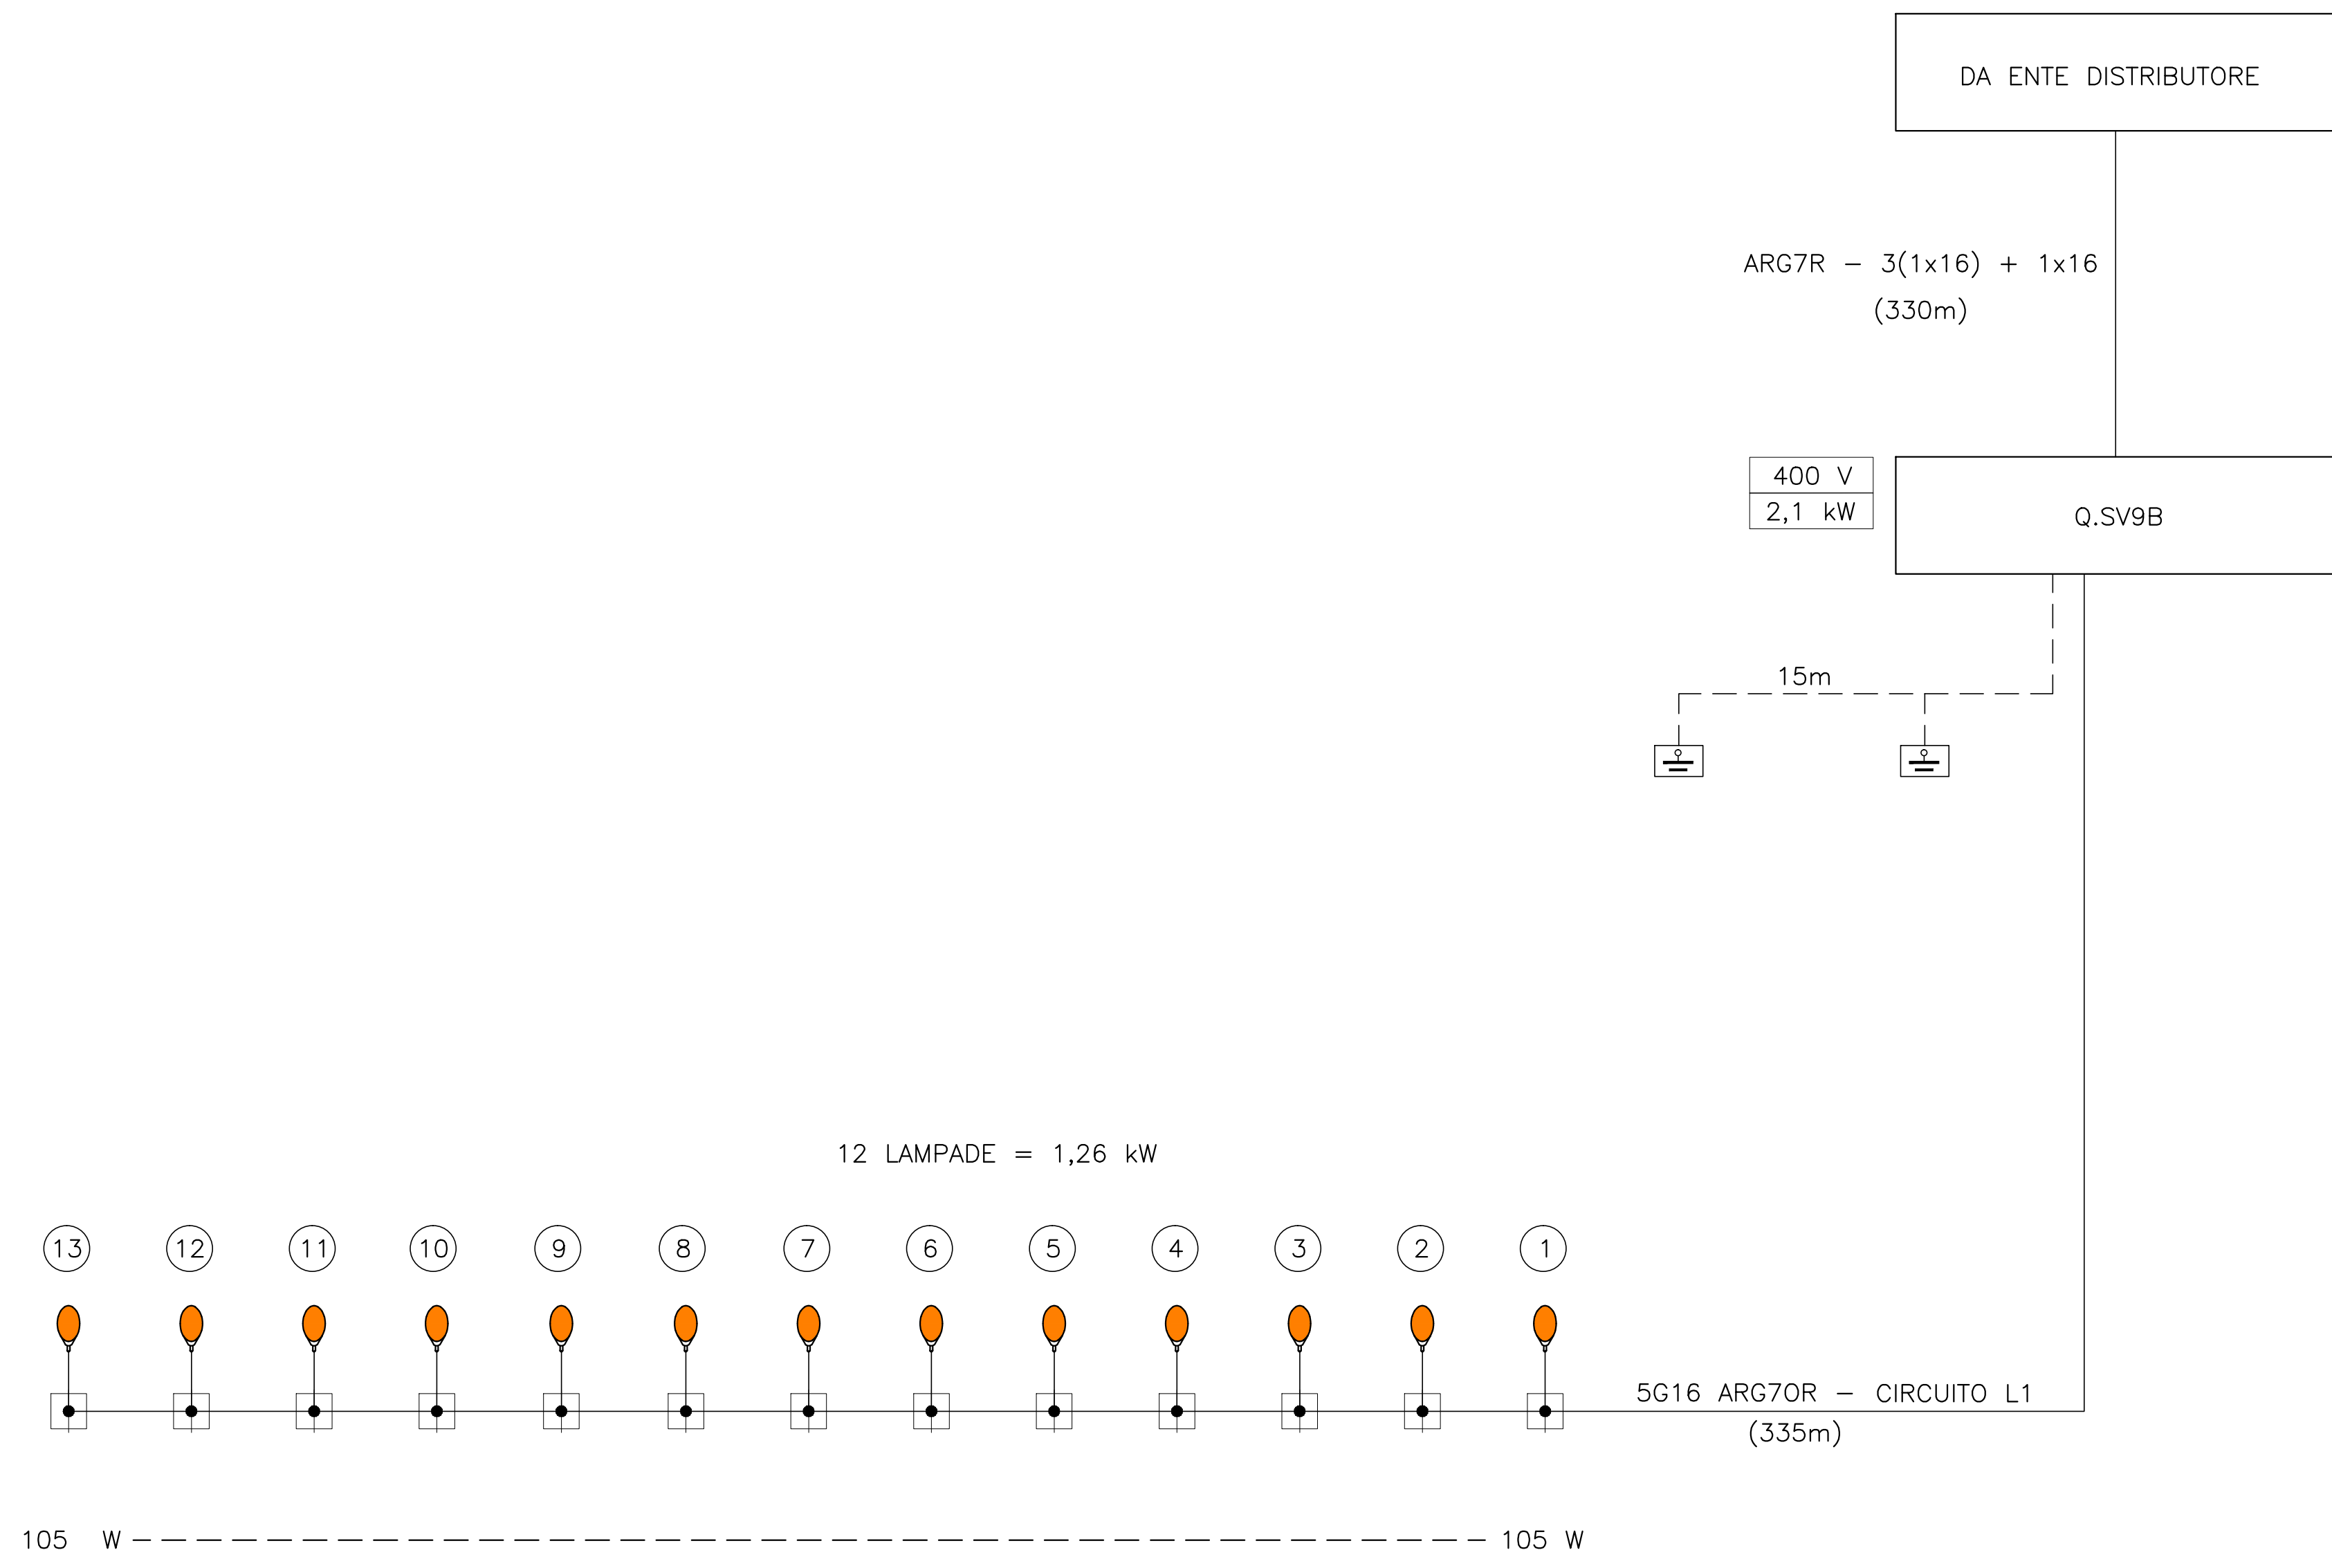 DA ENTE DISTRIBUTORE
ARG7R - 3(1x16) + 1x16
(330m)
400 V
2,1 kW
Q.SV9B
15m
12 LAMPADE = 1,26 kW
13 12 11 10 9 8 7 6 5 4 3 2 1
5G16 ARG7OR - CIRCUITO L1
(335m)
105 W 105 W